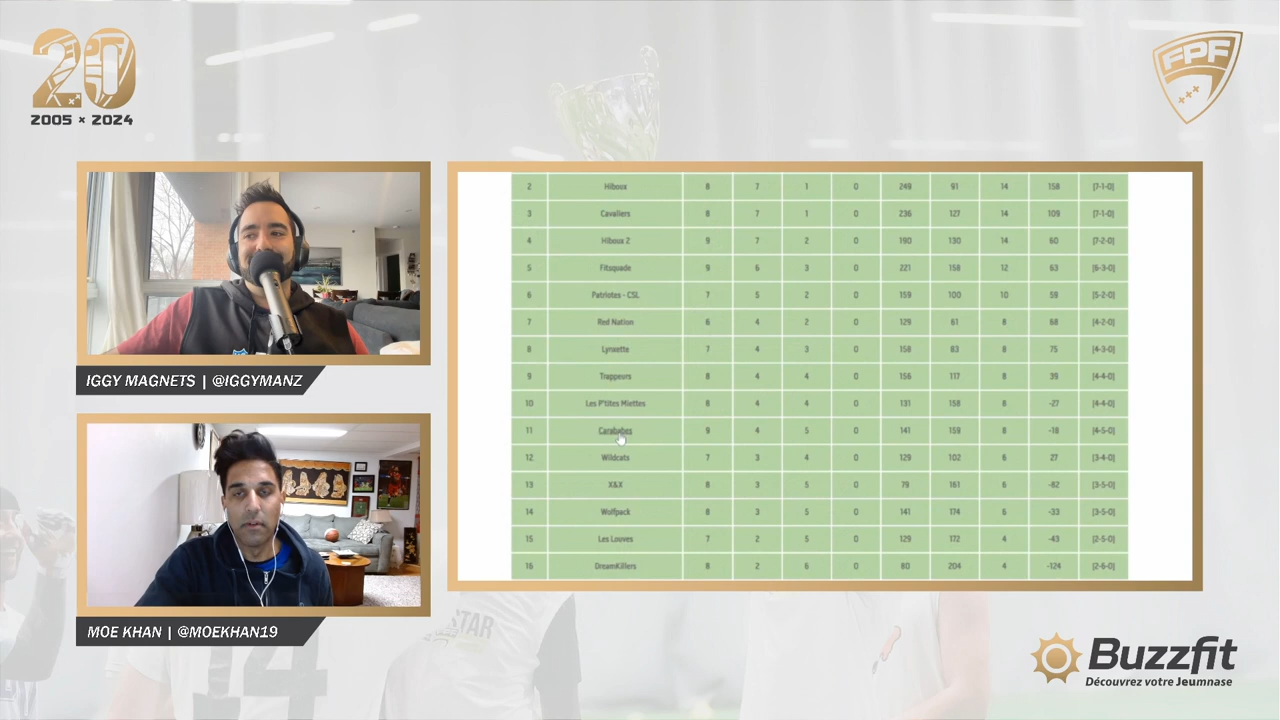 20
2005 × 2024
FPF
2 Hiboux 8 7 1 0 249 91 14 158 [7-1-0]
3 Cavaliers 8 7 1 0 236 127 14 109 [7-1-0]
4 Hiboux 2 9 7 2 0 190 130 14 60 [7-2-0]
5 Fitsquade 9 6 3 0 221 158 12 63 [6-3-0]
6 Patriotes - CSL 7 5 2 0 159 100 10 59 [5-2-0]
7 Red Nation 6 4 2 0 129 61 8 68 [4-2-0]
8 Lynxette 7 4 3 0 158 83 8 75 [4-3-0]
9 Trappeurs 8 4 4 0 156 117 8 39 [4-4-0]
10 Les P'tites Miettes 8 4 4 0 131 158 8 -27 [4-4-0]
11 Carababes 9 4 5 0 141 159 8 -18 [4-5-0]
12 Wildcats 7 3 4 0 129 102 6 27 [3-4-0]
13 X&X 8 3 5 0 79 161 6 -82 [3-5-0]
14 Wolfpack 8 3 5 0 141 174 6 -33 [3-5-0]
15 Les Louves 7 2 5 0 129 172 4 -43 [2-5-0]
16 DreamKillers 8 2 6 0 80 204 4 -124 [2-6-0]
IGGY MAGNETS | @IGGYMANZ
MOE KHAN | @MOEKHAN19
STAR
14
Buzzfit
Découvrez votre Jeumnase